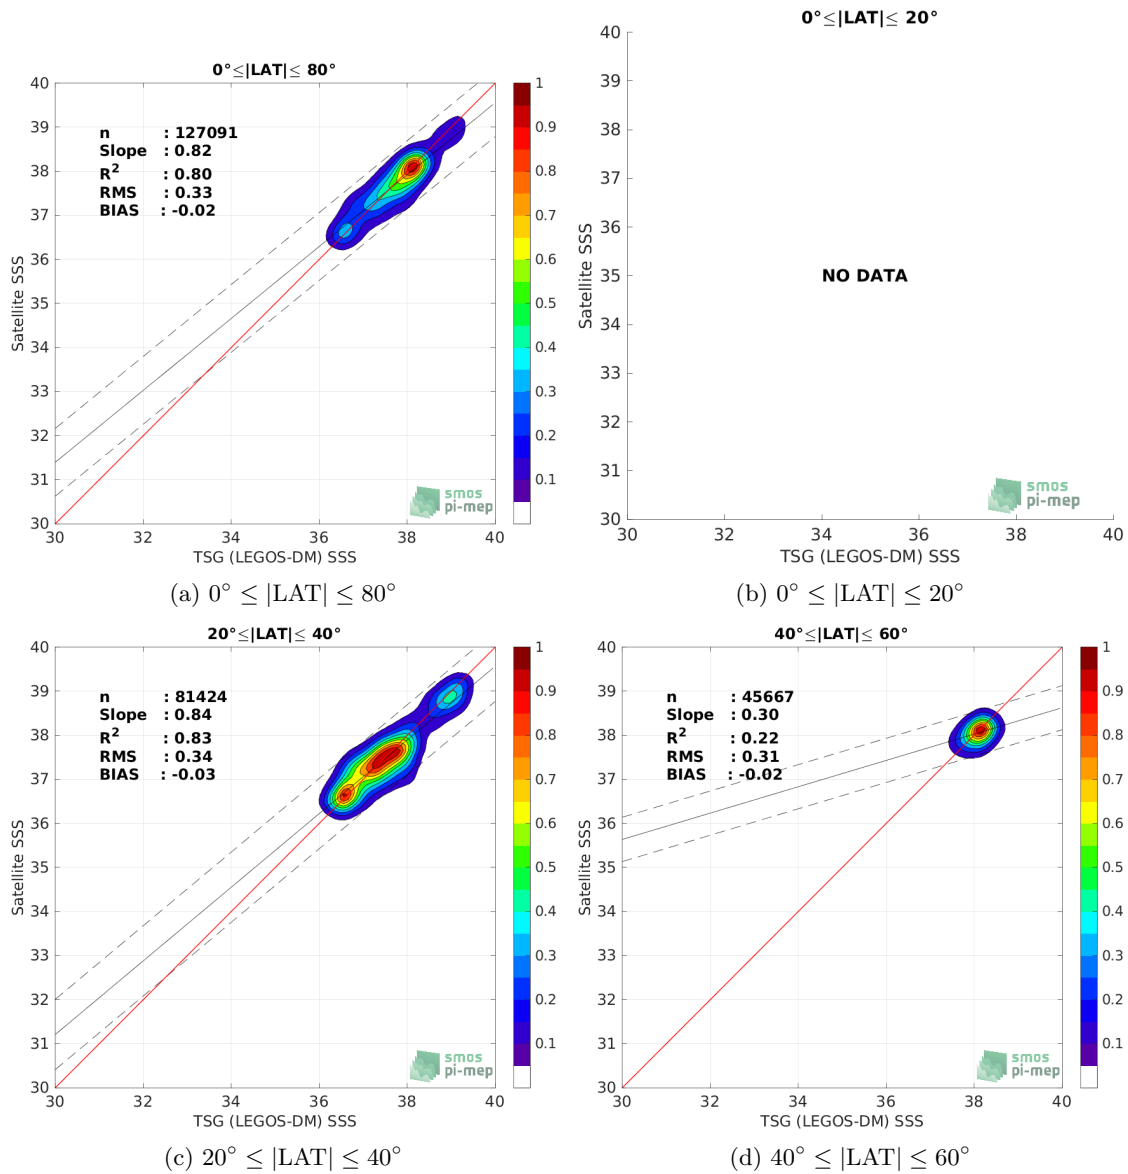 0°≤|LAT|≤ 80°
40
39
38
37
36
35
34
33
32
31
30
Satellite SSS
n : 127091
Slope : 0.82
R² : 0.80
RMS : 0.33
BIAS : -0.02
smos
pi-mep
30 32 34 36 38 40
TSG (LEGOS-DM) SSS
1
0.9
0.8
0.7
0.6
0.5
0.4
0.3
0.2
0.1
(a) 0° ≤ |LAT| ≤ 80°
0°≤|LAT|≤ 20°
40
39
38
37
36
35
34
33
32
31
30
Satellite SSS
NO DATA
smos
pi-mep
30 32 34 36 38 40
TSG (LEGOS-DM) SSS
(b) 0° ≤ |LAT| ≤ 20°
20°≤|LAT|≤ 40°
40
39
38
37
36
35
34
33
32
31
30
Satellite SSS
n : 81424
Slope : 0.84
R² : 0.83
RMS : 0.34
BIAS : -0.03
smos
pi-mep
30 32 34 36 38 40
TSG (LEGOS-DM) SSS
1
0.9
0.8
0.7
0.6
0.5
0.4
0.3
0.2
0.1
(c) 20° ≤ |LAT| ≤ 40°
40°≤|LAT|≤ 60°
40
39
38
37
36
35
34
33
32
31
30
Satellite SSS
n : 45667
Slope : 0.30
R² : 0.22
RMS : 0.31
BIAS : -0.02
smos
pi-mep
30 32 34 36 38 40
TSG (LEGOS-DM) SSS
1
0.9
0.8
0.7
0.6
0.5
0.4
0.3
0.2
0.1
(d) 40° ≤ |LAT| ≤ 60°